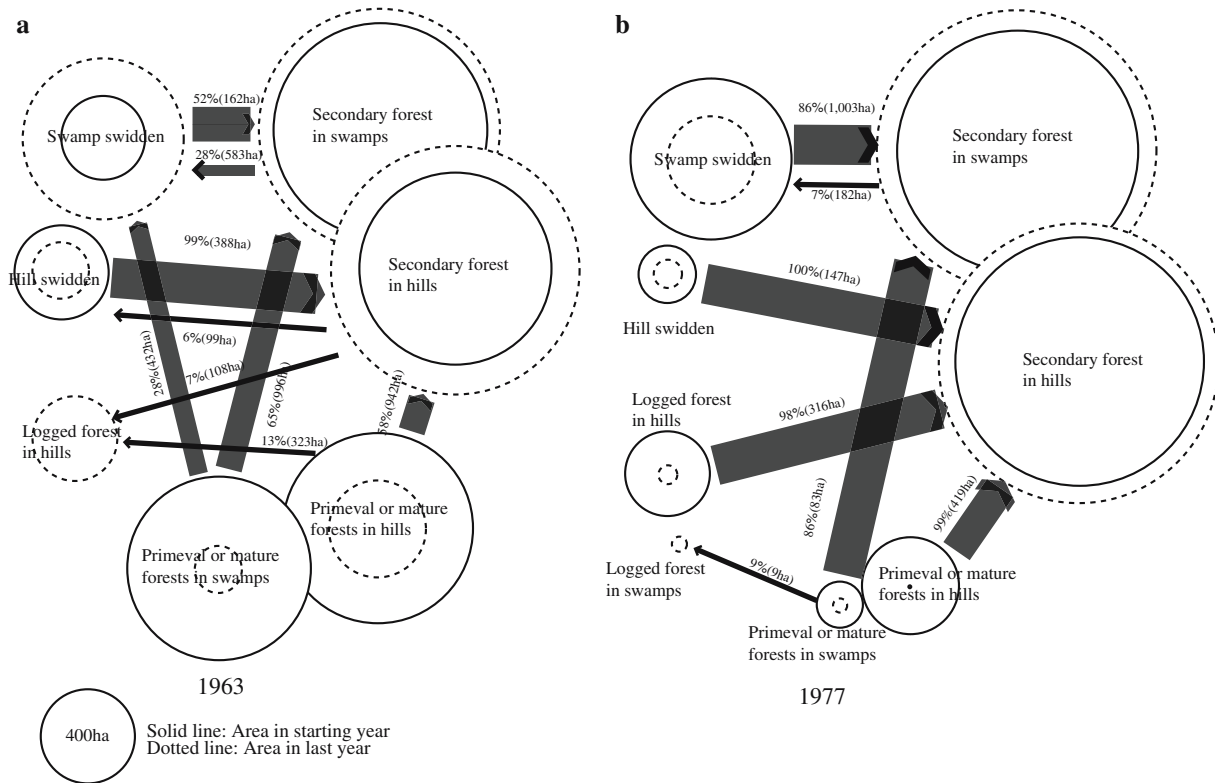 a
52%(162ha)
Swamp swidden
28%(583ha)
Secondary forest
in swamps
99%(388ha)
Hill swidden
Secondary forest
in hills
6%(99ha)
28%(432ha)
7%(108ha)
65%(996ha)
58%(942ha)
Logged forest
in hills
13%(323ha)
Primeval or mature
forests in hills
Primeval or mature
forests in swamps
1963
400ha
Solid line: Area in starting year
Dotted line: Area in last year
b
86%(1,003ha)
Swamp swidden
7%(182ha)
Secondary forest
in swamps
100%(147ha)
Hill swidden
Secondary forest
in hills
Logged forest
in hills
98%(316ha)
86%(83ha)
99%(419ha)
Logged forest
in swamps
9%(9ha)
Primeval or mature
forests in hills
Primeval or mature
forests in swamps
1977